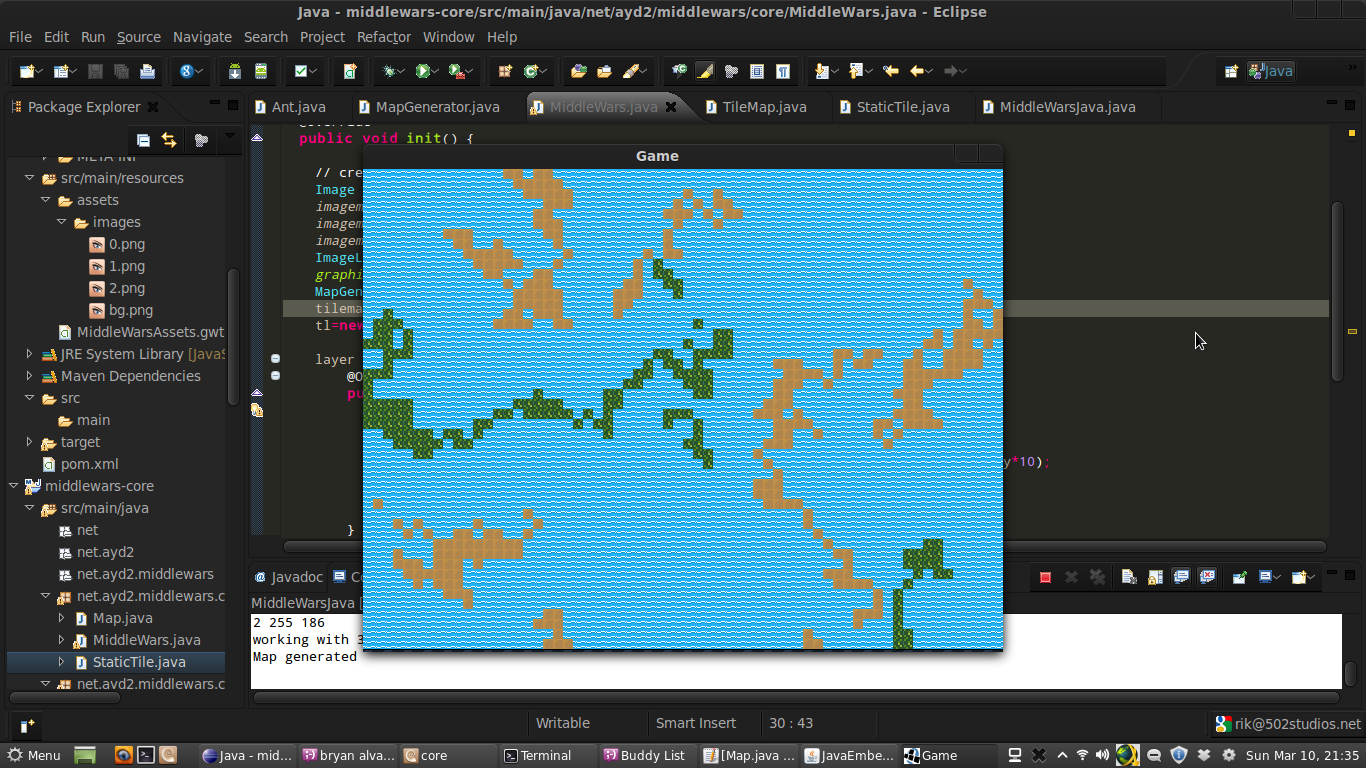 Java - middlewars-core/src/main/java/net/ayd2/middlewars/core/MiddleWars.java - Eclipse
File Edit Run Source Navigate Search Project Refactor Window Help
Java
Package Explorer
META-INF
src/main/resources
assets
images
0.png
1.png
2.png
bg.png
MiddleWarsAssets.gwt
JRE System Library [JavaS
Maven Dependencies
src
main
target
pom.xml
middlewars-core
src/main/java
net
net.ayd2
net.ayd2.middlewars
net.ayd2.middlewars.c
Map.java
MiddleWars.java
StaticTile.java
net.ayd2.middlewars.c
Ant.java MapGenerator.java MiddleWars.java TileMap.java StaticTile.java MiddleWarsJava.java
@Override
public void init() {
// cre
Image
imagem
imagem
imagem
ImageL
graphi
MapGen
tilema
tl=new
layer
@O
pu
y*10);
}
Game
Javadoc Co
MiddleWarsJava [
2 255 186
working with 3
Map generated
Writable Smart Insert 30 : 43
rik@502studios.net
Menu Java - mid... bryan alva... core Terminal Buddy List [Map.java ... JavaEmbe... Game Sun Mar 10, 21:35